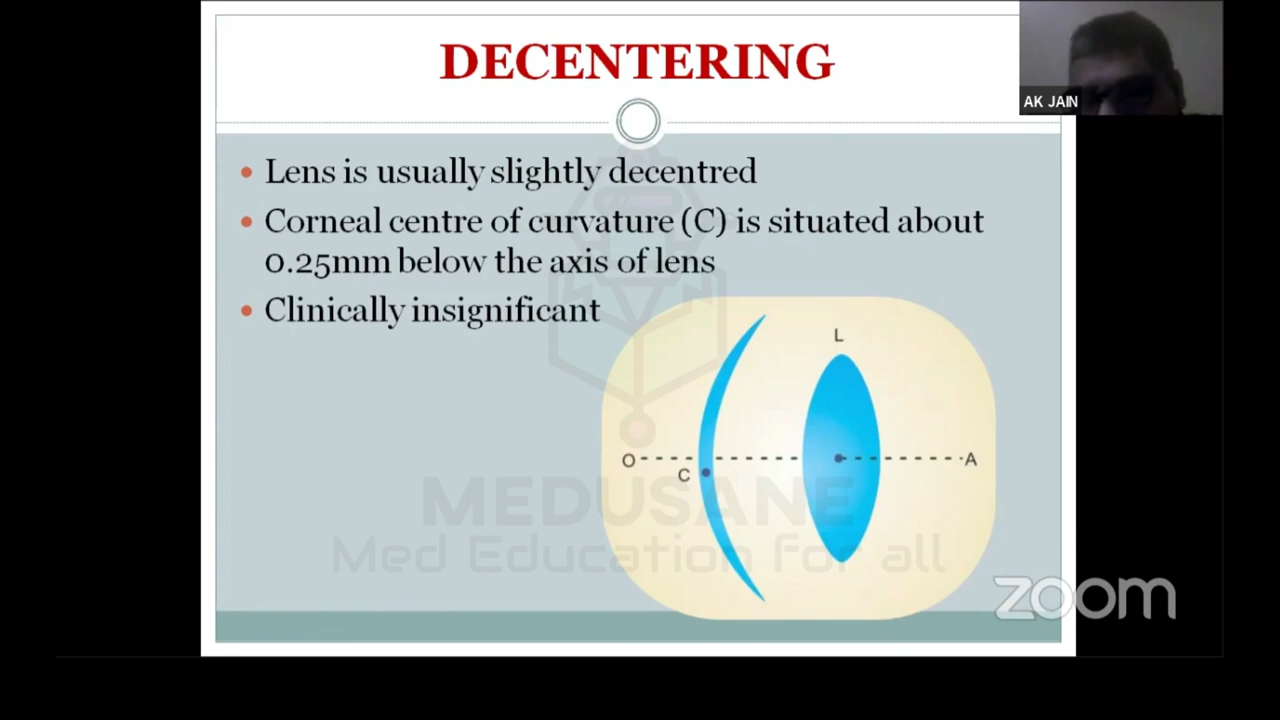 DECENTERING
AK JAIN
Lens is usually slightly decentred
Corneal centre of curvature (C) is situated about
0.25mm below the axis of lens
Clinically insignificant
L
O
A
C
MEDUSANE
Med Education for all
zoom